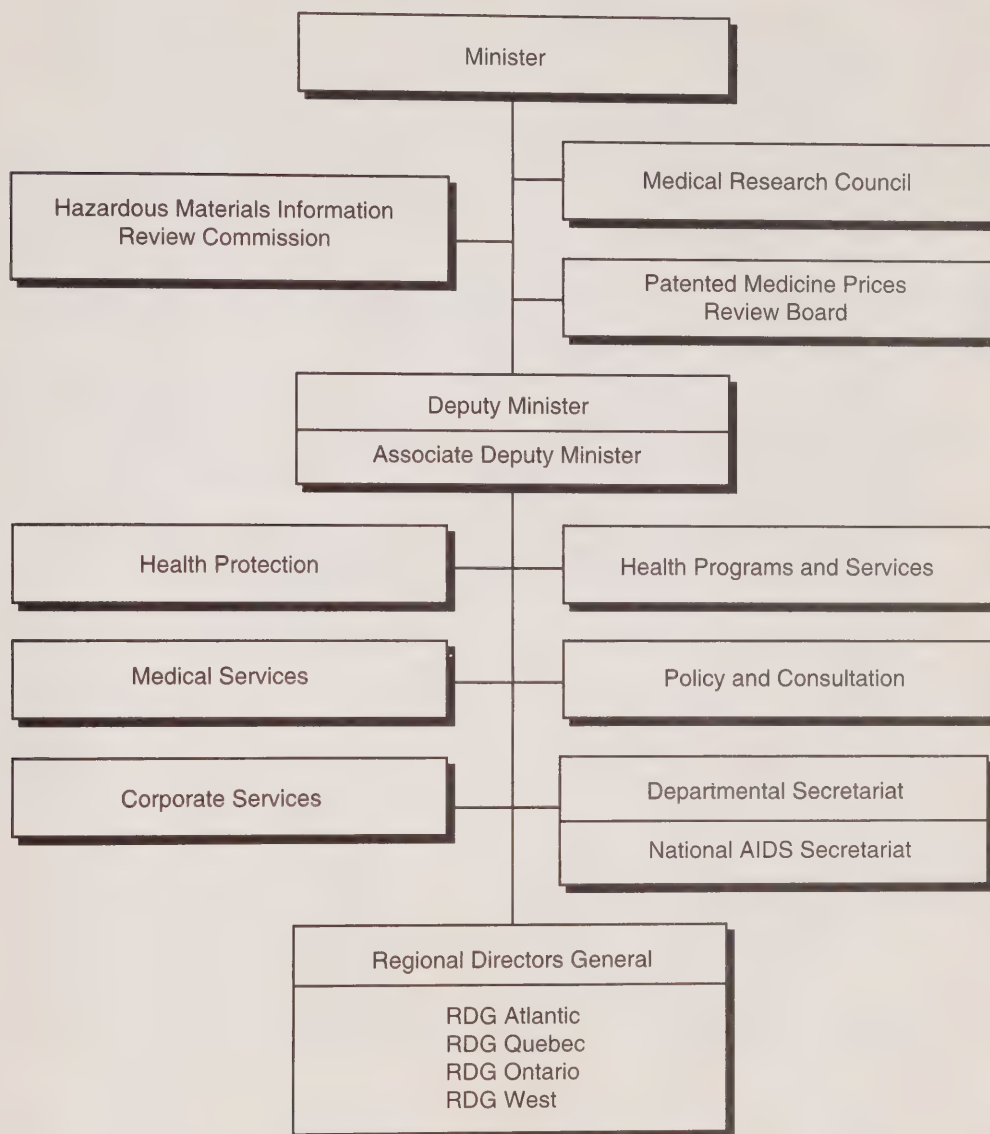 Minister
Medical Research Council
Hazardous Materials Information
Review Commission
Patented Medicine Prices
Review Board
Deputy Minister
Associate Deputy Minister
Health Protection
Health Programs and Services
Medical Services
Policy and Consultation
Corporate Services
Departmental Secretariat
National AIDS Secretariat
Regional Directors General
RDG Atlantic
RDG Quebec
RDG Ontario
RDG West